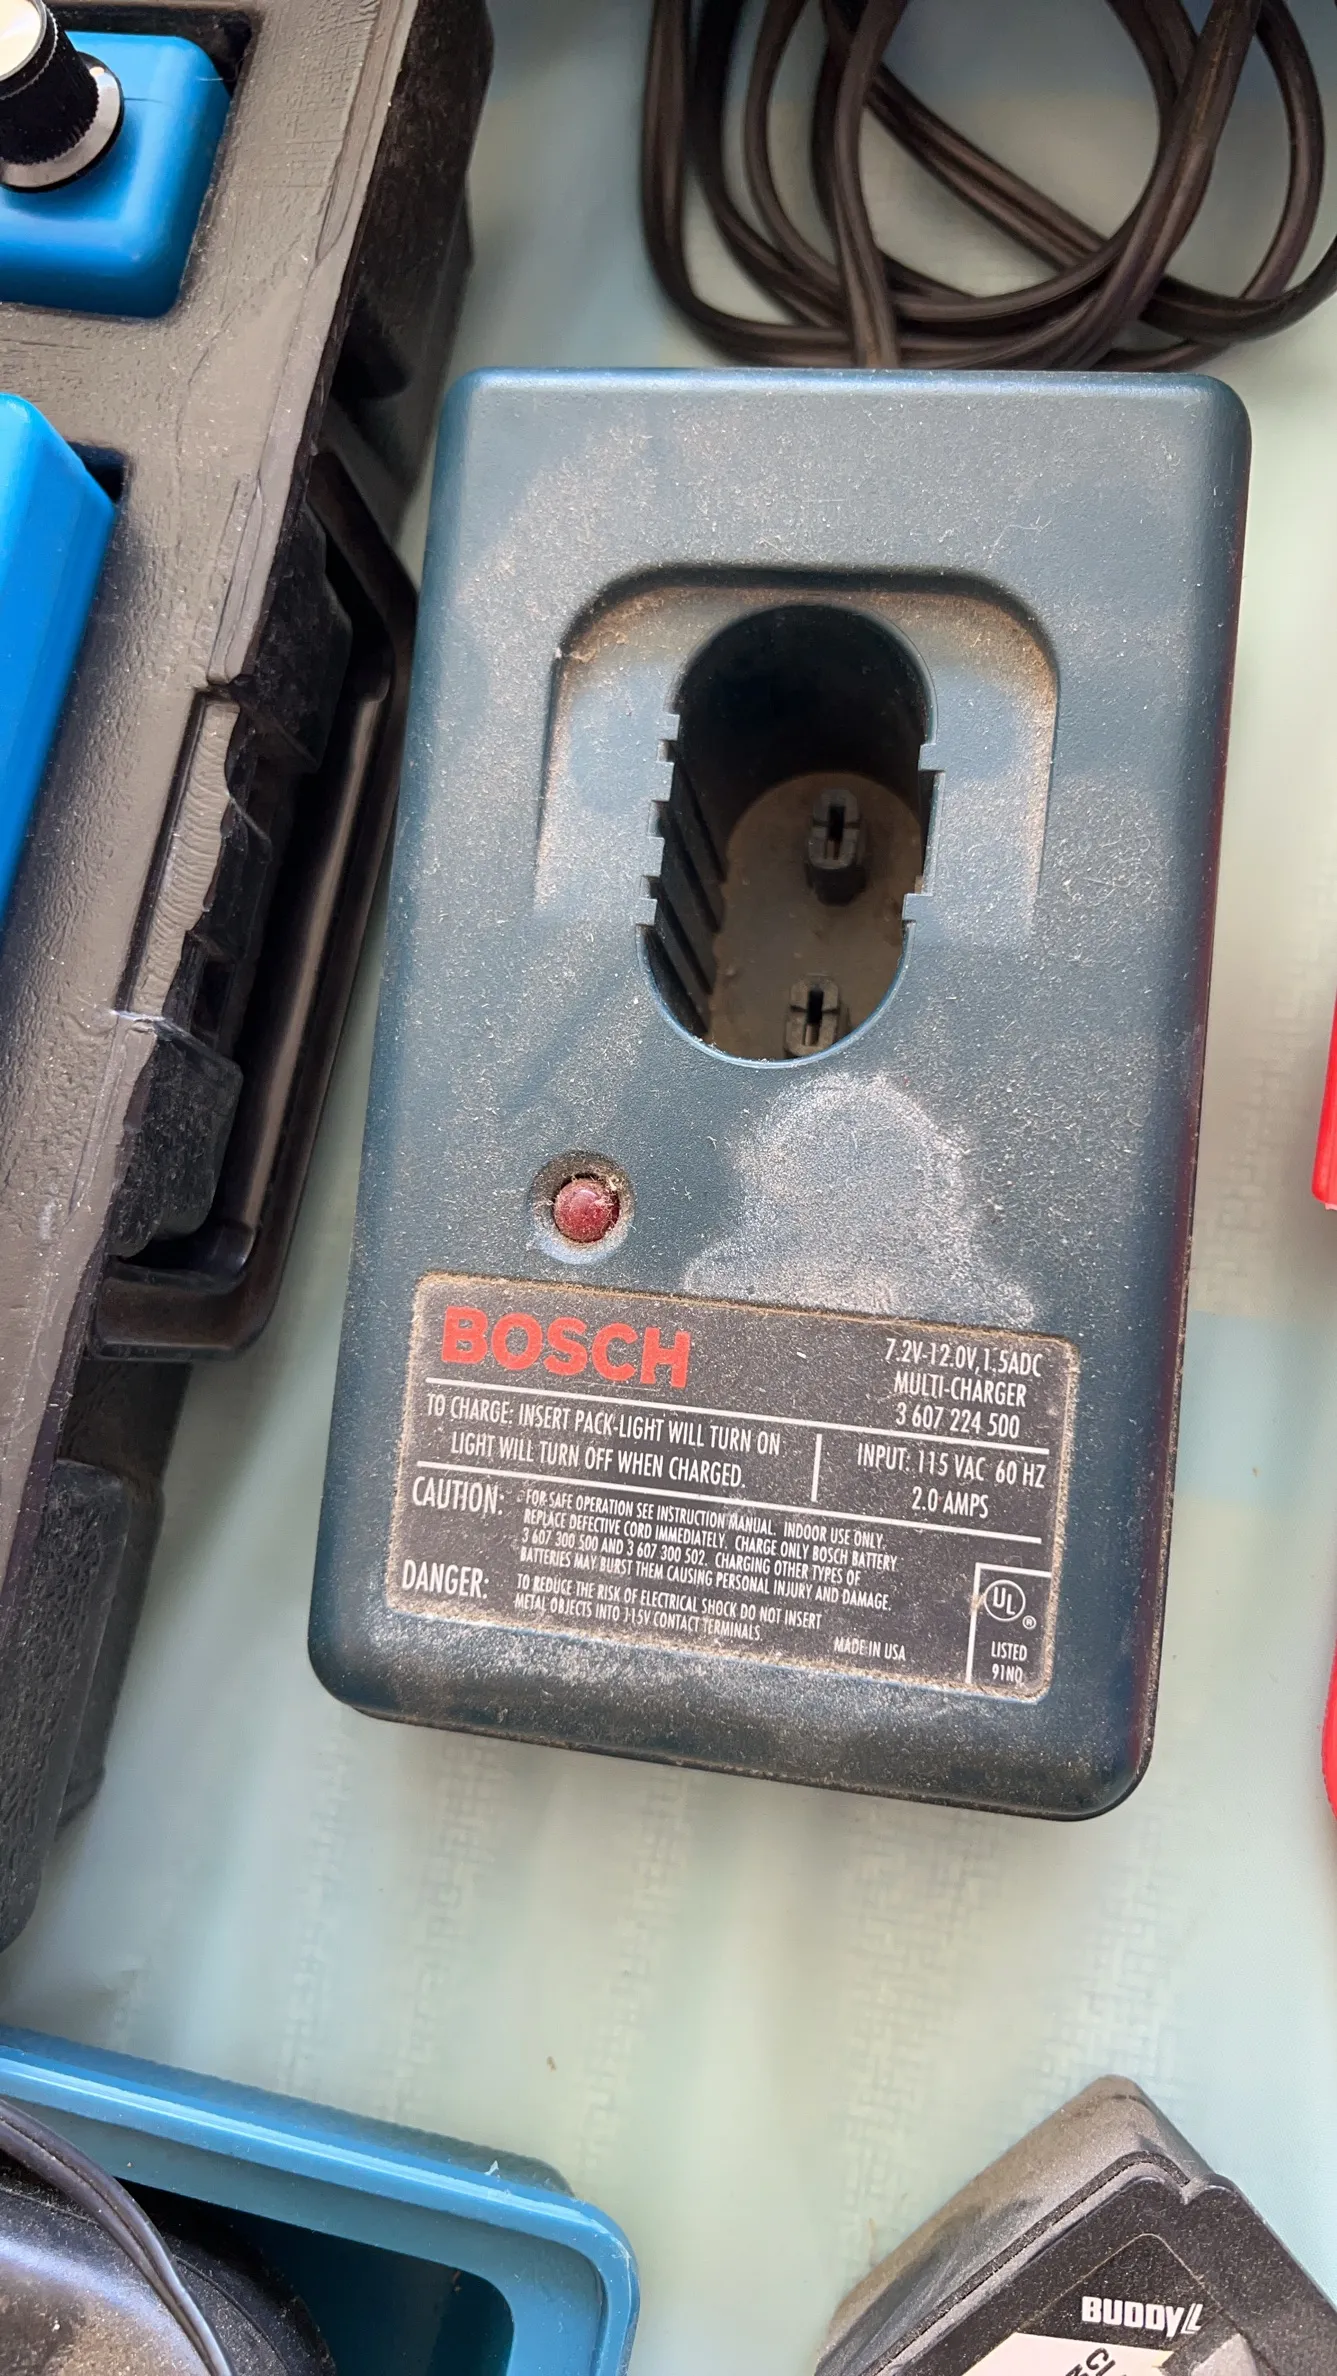 BOSCH
7.2V-12.0V, 1.5ADC
MULTI-CHARGER
3 607 224 500
TO CHARGE: INSERT PACK-LIGHT WILL TURN ON
LIGHT WILL TURN OFF WHEN CHARGED.
INPUT: 115 VAC 60 HZ
2.0 AMPS
CAUTION: FOR SAFE OPERATION SEE INSTRUCTION MANUAL. INDOOR USE ONLY.
REPLACE DEFECTIVE CORD IMMEDIATELY. CHARGE ONLY BOSCH BATTERY
3 607 300 500 AND 3 607 300 502. CHARGING OTHER TYPES OF
BATTERIES MAY BURST THEM CAUSING PERSONAL INJURY AND DAMAGE.
DANGER: TO REDUCE THE RISK OF ELECTRICAL SHOCK DO NOT INSERT
METAL OBJECTS INTO 115V CONTACT TERMINALS.
MADE IN USA
UL ®
LISTED
91NQ
BUDDY L